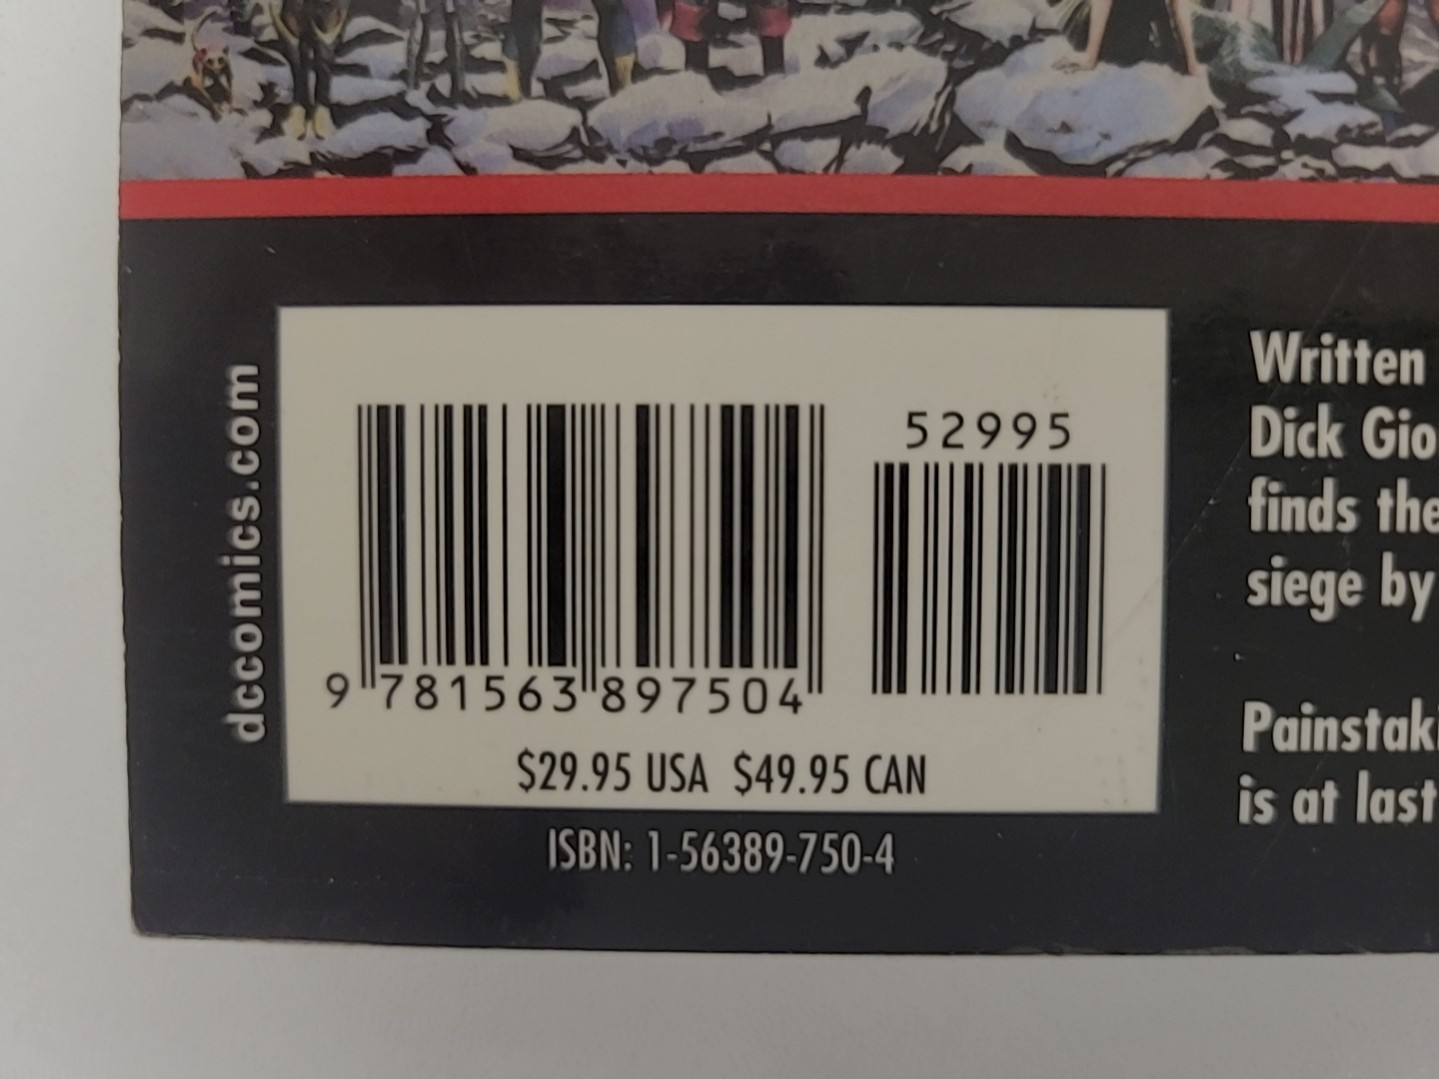 dccomics.com
52995
9 781563 897504
$29.95 USA $49.95 CAN
ISBN: 1-56389-750-4
Written
Dick Gio
finds the
siege by
Painstaki
is at last